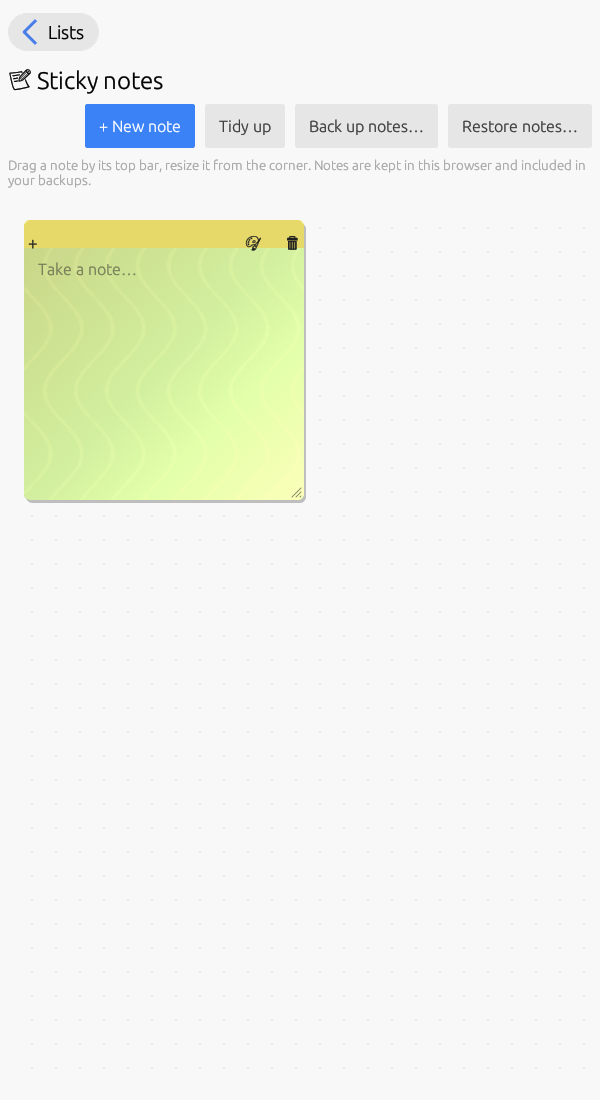 Lists
Sticky notes
+ New note
Tidy up
Back up notes…
Restore notes…
Drag a note by its top bar, resize it from the corner. Notes are kept in this browser and included in
your backups.
+
Take a note…